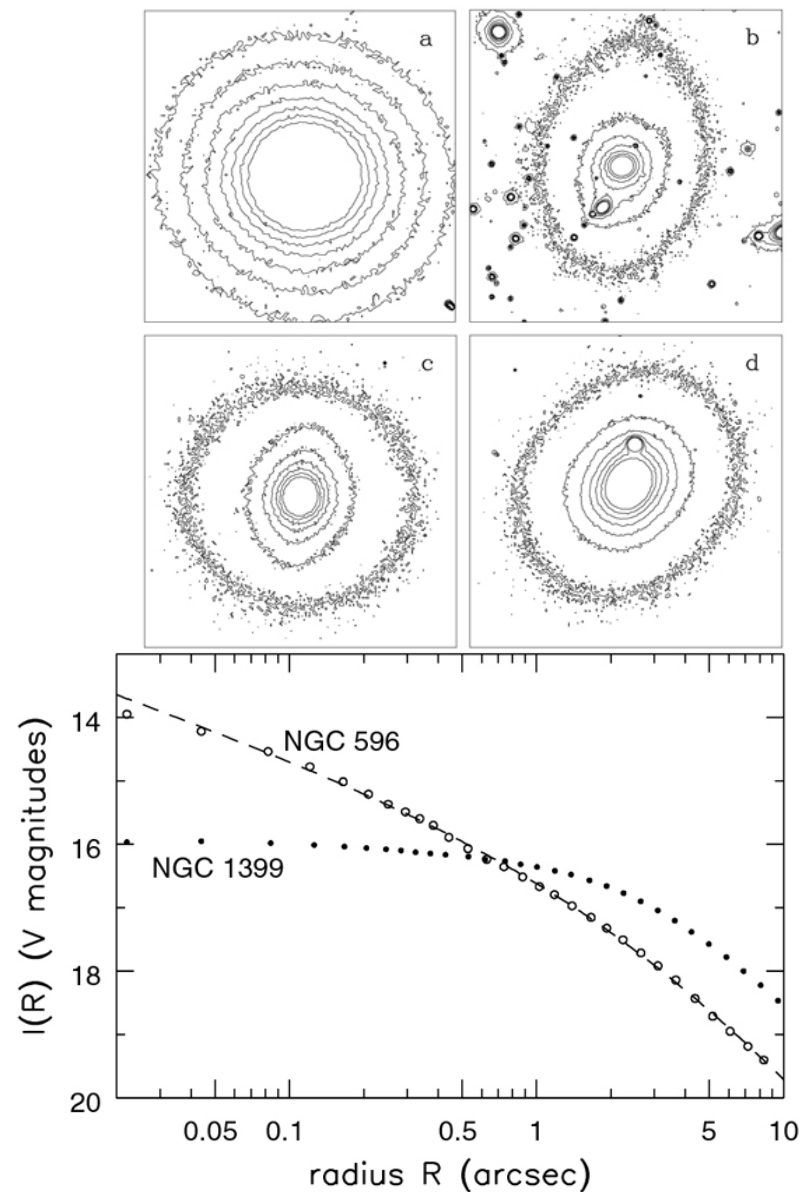 a
b
c
d
14
16
18
20
I(R) (V magnitudes)
NGC 596
NGC 1399
0.05 0.1 0.5 1 5 10
radius R (arcsec)